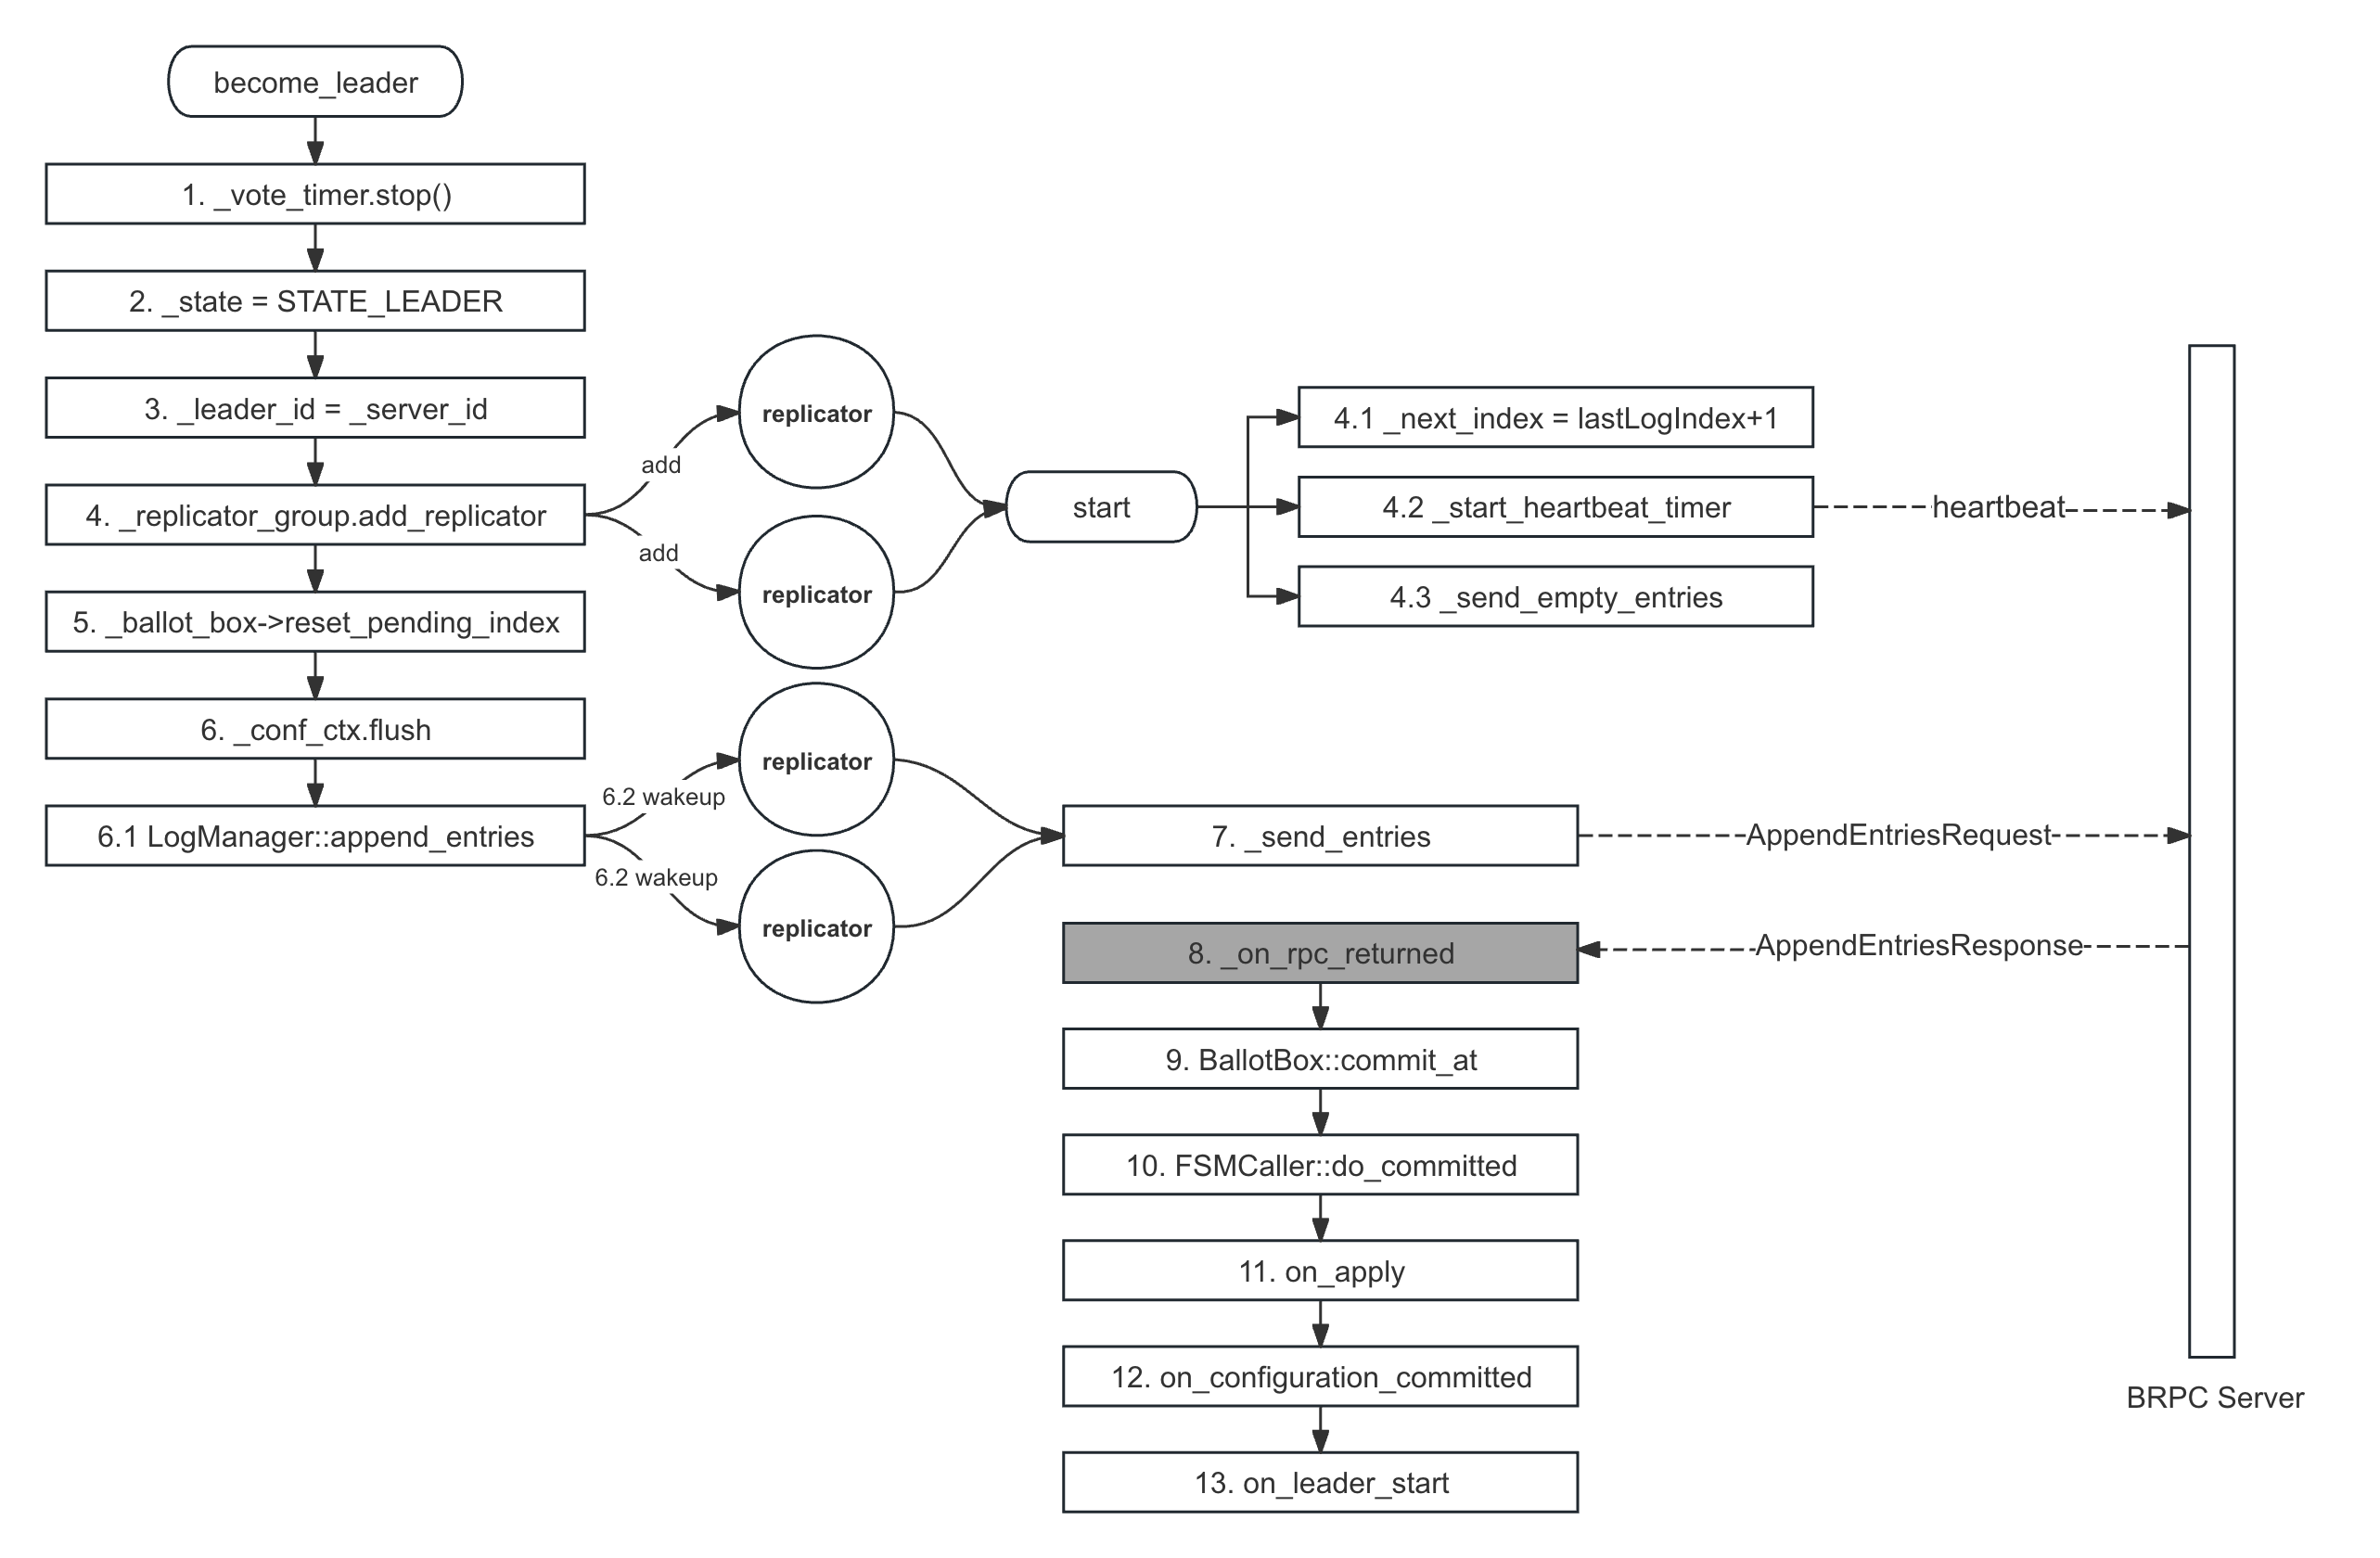 become_leader
1. _vote_timer.stop()
2. _state = STATE_LEADER
3. _leader_id = _server_id
4. _replicator_group.add_replicator
5. _ballot_box->reset_pending_index
6. _conf_ctx.flush
6.1 LogManager::append_entries
add
add
replicator
replicator
start
4.1 _next_index = lastLogIndex+1
4.2 _start_heartbeat_timer
4.3 _send_empty_entries
heartbeat
6.2 wakeup
6.2 wakeup
replicator
replicator
7. _send_entries
AppendEntriesRequest
8. _on_rpc_returned
AppendEntriesResponse
9. BallotBox::commit_at
10. FSMCaller::do_committed
11. on_apply
12. on_configuration_committed
13. on_leader_start
BRPC Server